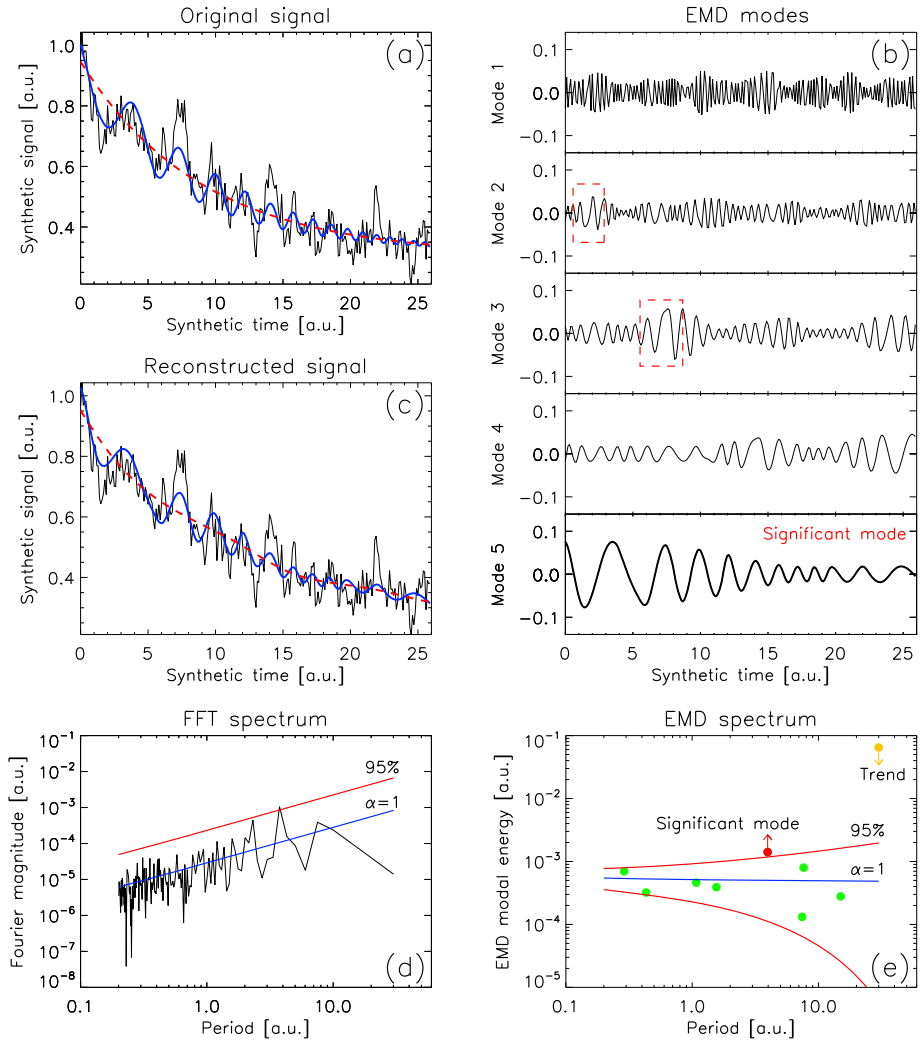 Original signal
(a)
1.0
0.8
0.6
0.4
Synthetic signal [a.u.]
0 5 10 15 20 25
Synthetic time [a.u.]
EMD modes
(b)
0.1
0.0
−0.1
Mode 1
0.1
0.0
−0.1
Mode 2
0.1
0.0
−0.1
Mode 3
0.1
0.0
−0.1
Mode 4
Significant mode
0.1
0.0
−0.1
Mode 5
0 5 10 15 20 25
Synthetic time [a.u.]
Reconstructed signal
(c)
1.0
0.8
0.6
0.4
Synthetic signal [a.u.]
0 5 10 15 20 25
Synthetic time [a.u.]
FFT spectrum
10⁻¹
10⁻²
10⁻³
10⁻⁴
10⁻⁵
10⁻⁶
10⁻⁷
10⁻⁸
Fourier magnitude [a.u.]
95%
α=1
(d)
0.1 1.0 10.0
Period [a.u.]
EMD spectrum
10⁻¹
10⁻²
10⁻³
10⁻⁴
10⁻⁵
EMD modal energy [a.u.]
Trend
Significant mode
95%
α=1
(e)
0.1 1.0 10.0
Period [a.u.]